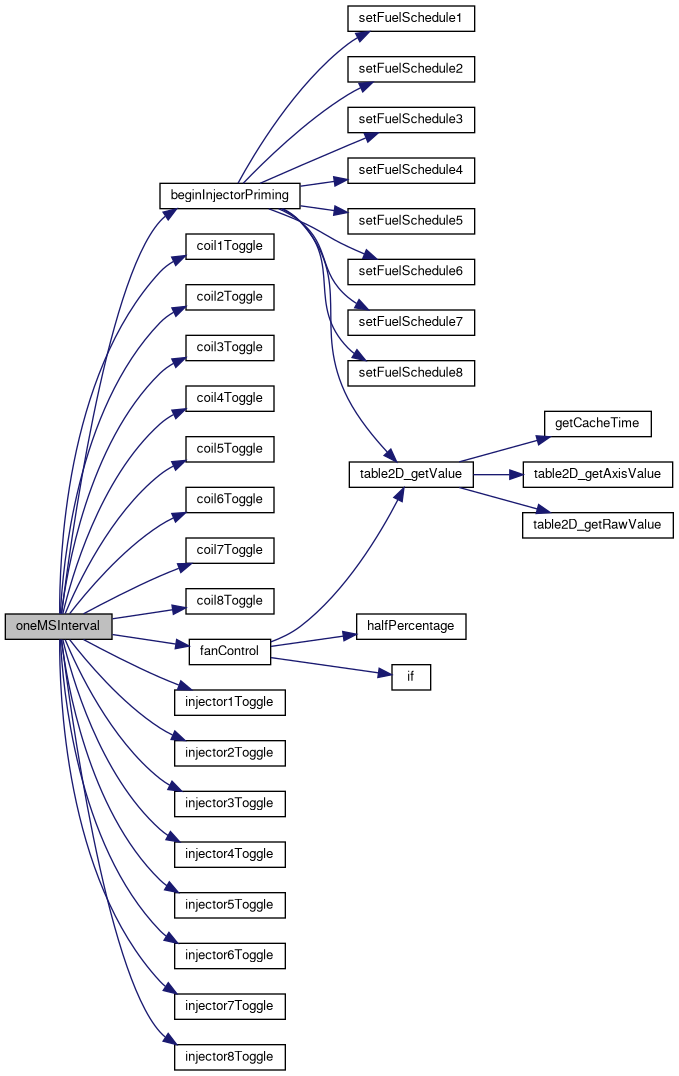 setFuelSchedule1
setFuelSchedule2
setFuelSchedule3
setFuelSchedule4
beginInjectorPriming
setFuelSchedule5
coil1Toggle
setFuelSchedule6
coil2Toggle
setFuelSchedule7
coil3Toggle
setFuelSchedule8
coil4Toggle
getCacheTime
coil5Toggle
table2D_getValue
table2D_getAxisValue
coil6Toggle
table2D_getRawValue
coil7Toggle
coil8Toggle
oneMSInterval
halfPercentage
fanControl
if
injector1Toggle
injector2Toggle
injector3Toggle
injector4Toggle
injector5Toggle
injector6Toggle
injector7Toggle
injector8Toggle